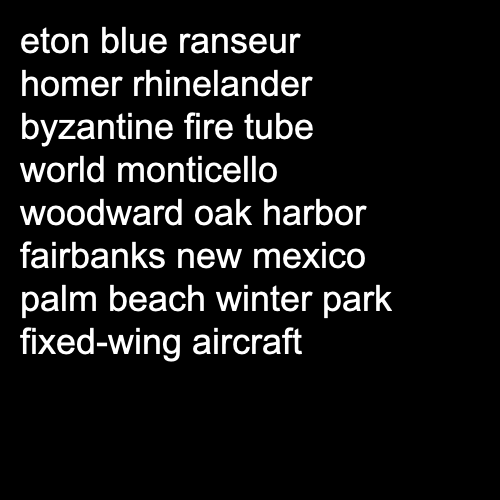 eton blue ranseur
homer rhinelander
byzantine fire tube
world monticello
woodward oak harbor
fairbanks new mexico
palm beach winter park
fixed-wing aircraft